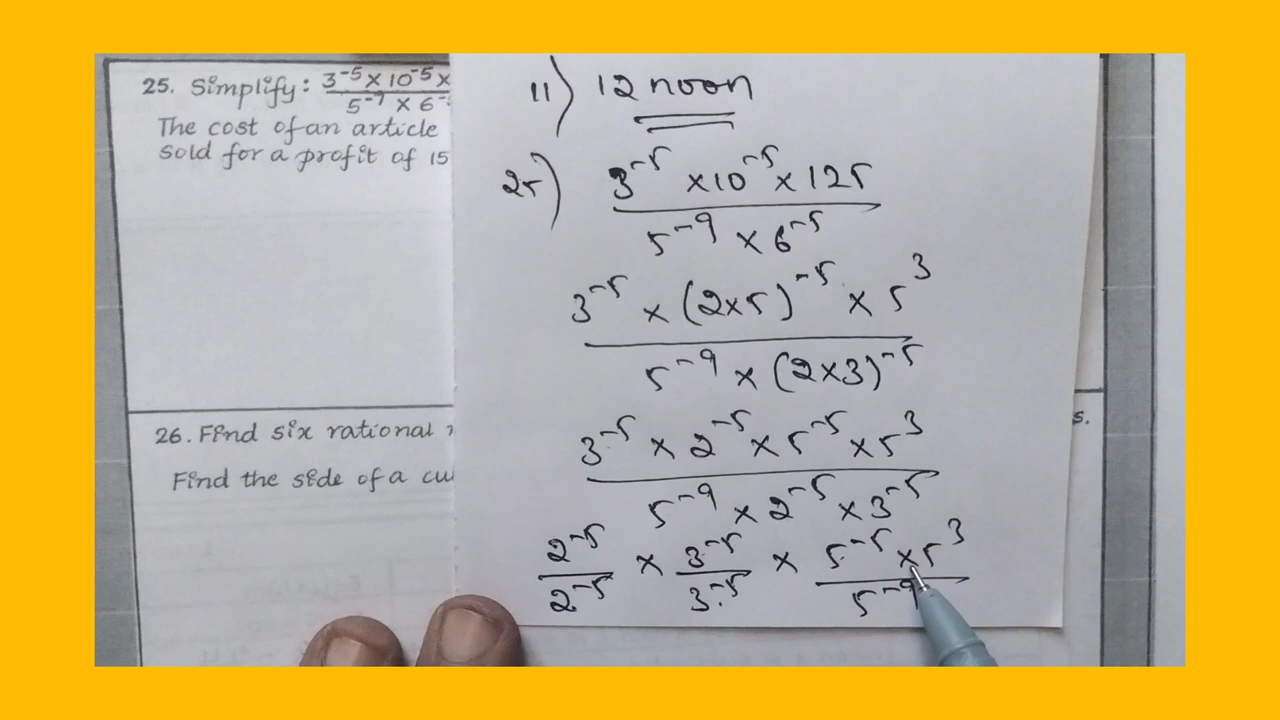 25. Simplify: 3⁻⁵ × 10⁻⁵ ×
5⁻⁹ × 6⁻
The cost of an article
sold for a profit of 15
26. Find six rational
Find the side of a cu
s.
11) 12 noon
25) 3⁻⁵ × 10⁻⁵ × 125
5⁻⁹ × 6⁻⁵
3⁻⁵ × (2×5)⁻⁵ × 5³
5⁻⁹ × (2×3)⁻⁵
3⁻⁵ × 2⁻⁵ × 5⁻⁵ × 5³
5⁻⁹ × 2⁻⁵ × 3⁻⁵
2⁻⁵ × 3⁻⁵ × 5⁻⁵ × 5³
2⁻⁵ 3⁻⁵ 5⁻⁹